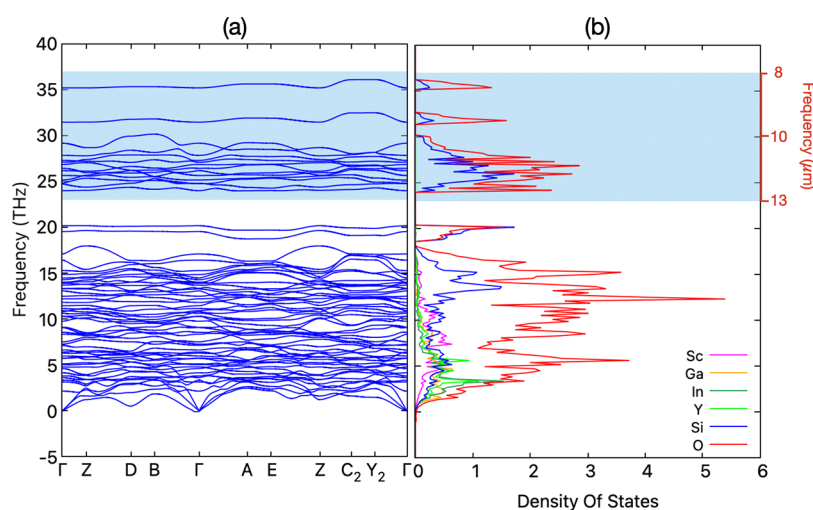 (a)
(b)
40
35
30
25
20
15
10
5
0
-5
Frequency (THz)
Γ Z D B Γ A E Z C2 Y2 Γ
8
10
13
Frequency (μm)
Sc
Ga
In
Y
Si
O
0 1 2 3 4 5 6
Density Of States